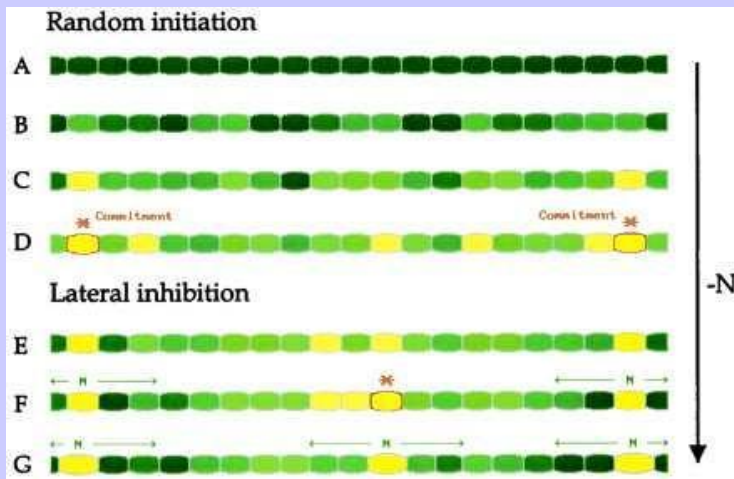 Random initiation
A
B
C
* Commitment Commitment *
D
Lateral inhibition
-N
E
← N → * ← N →
F
← N → ← N → ← N →
G